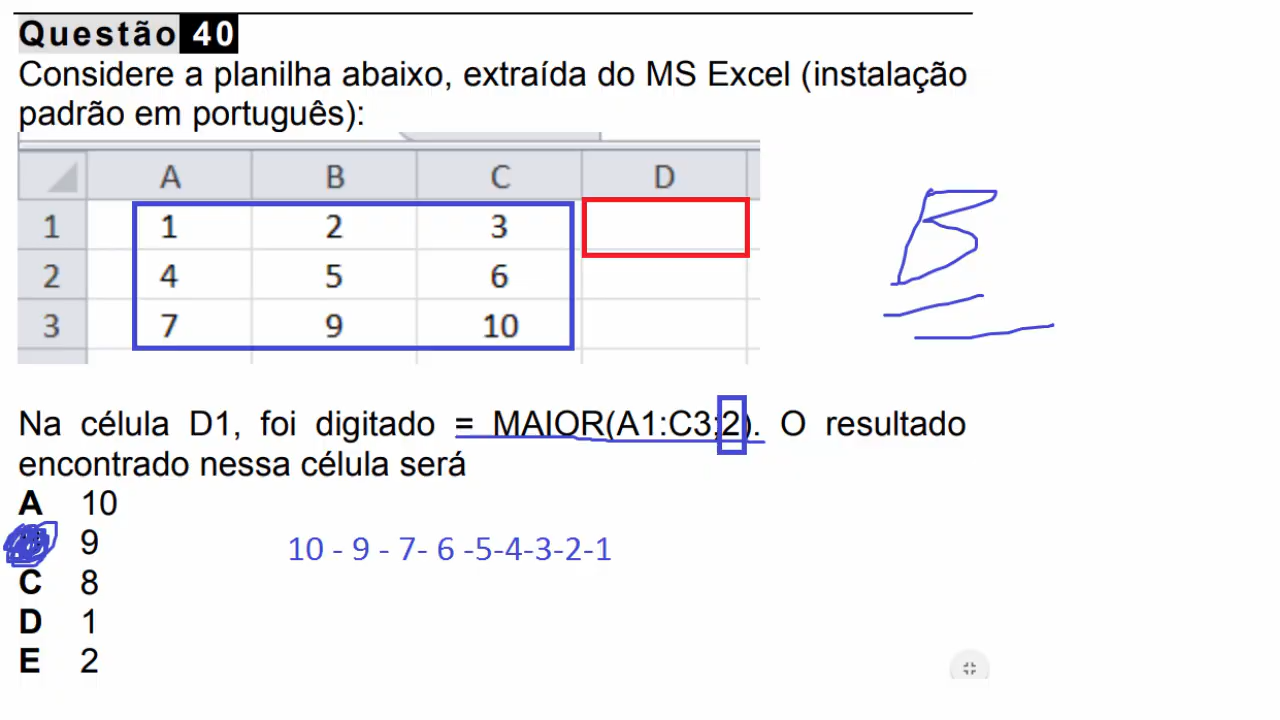 Questão 40
Considere a planilha abaixo, extraída do MS Excel (instalação
padrão em português):
A B C D
1 1 2 3
2 4 5 6
3 7 9 10
B
Na célula D1, foi digitado = MAIOR(A1:C3;2). O resultado
encontrado nessa célula será
A 10
9
10 - 9 - 7- 6 -5-4-3-2-1
C 8
D 1
E 2